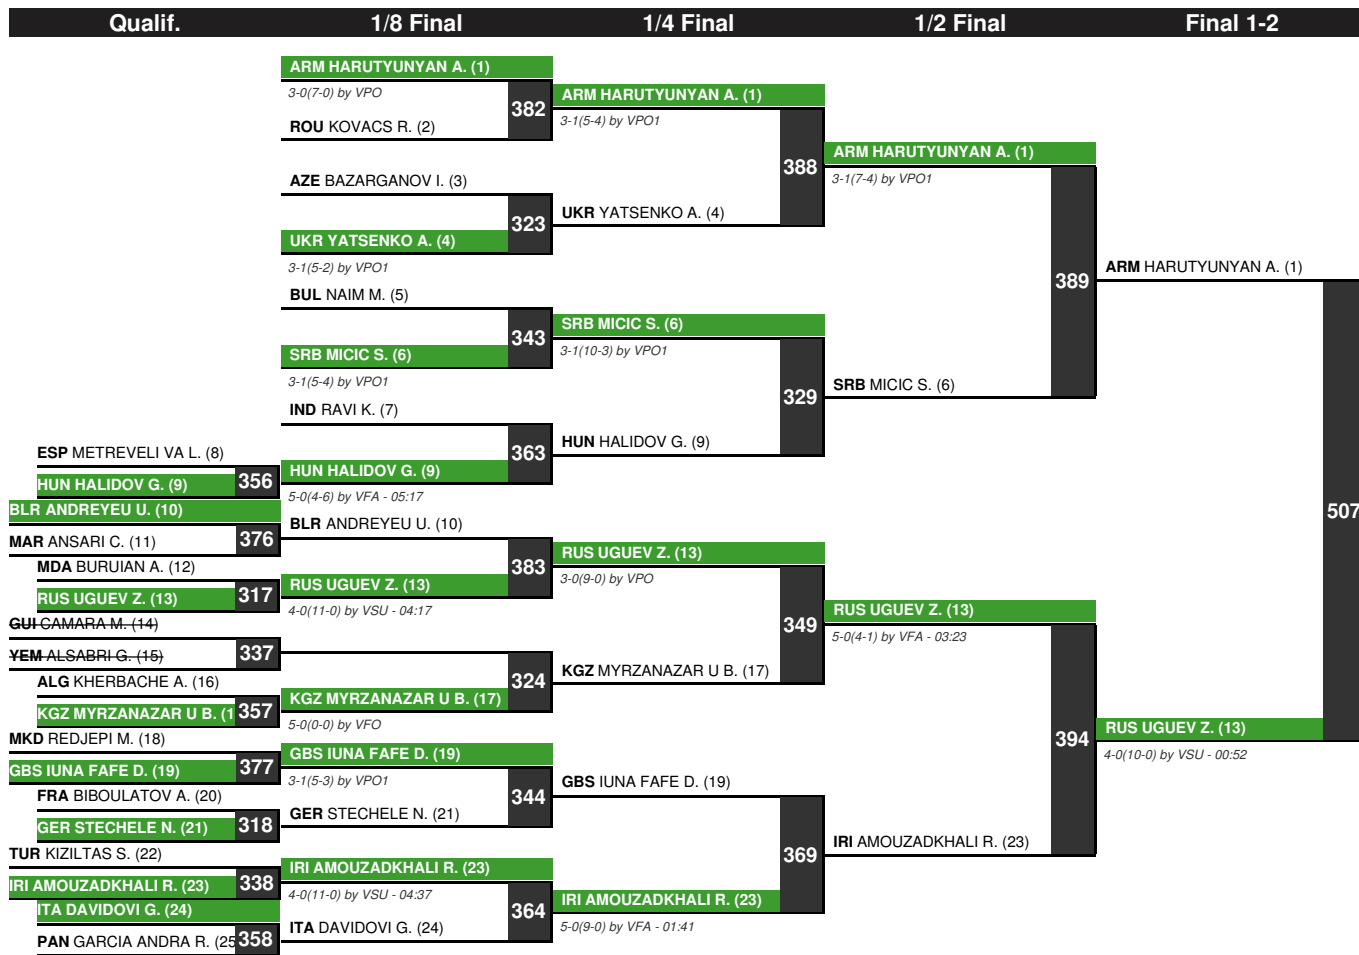 Qualif.
1/8 Final
1/4 Final
1/2 Final
Final 1-2
ESP METREVELI VA L. (8)
HUN HALIDOV G. (9)
356
BLR ANDREYEU U. (10)
MAR ANSARI C. (11)
376
MDA BURUIAN A. (12)
RUS UGUEV Z. (13)
317
GUI CAMARA M. (14)
YEM ALSABRI G. (15)
337
ALG KHERBACHE A. (16)
KGZ MYRZANAZAR U B. (1
357
MKD REDJEPI M. (18)
GBS IUNA FAFE D. (19)
377
FRA BIBOULATOV A. (20)
GER STECHELE N. (21)
318
TUR KIZILTAS S. (22)
IRI AMOUZADKHALI R. (23)
338
ITA DAVIDOVI G. (24)
PAN GARCIA ANDRA R. (25
358
ARM HARUTYUNYAN A. (1)
3-0(7-0) by VPO
ROU KOVACS R. (2)
382
AZE BAZARGANOV I. (3)
UKR YATSENKO A. (4)
323
3-1(5-2) by VPO1
BUL NAIM M. (5)
SRB MICIC S. (6)
343
3-1(5-4) by VPO1
IND RAVI K. (7)
HUN HALIDOV G. (9)
363
5-0(4-6) by VFA - 05:17
BLR ANDREYEU U. (10)
RUS UGUEV Z. (13)
383
4-0(11-0) by VSU - 04:17
KGZ MYRZANAZAR U B. (17)
324
5-0(0-0) by VFO
GBS IUNA FAFE D. (19)
3-1(5-3) by VPO1
GER STECHELE N. (21)
344
IRI AMOUZADKHALI R. (23)
4-0(11-0) by VSU - 04:37
ITA DAVIDOVI G. (24)
364
ARM HARUTYUNYAN A. (1)
3-1(5-4) by VPO1
UKR YATSENKO A. (4)
388
SRB MICIC S. (6)
3-1(10-3) by VPO1
HUN HALIDOV G. (9)
329
RUS UGUEV Z. (13)
3-0(9-0) by VPO
KGZ MYRZANAZAR U B. (17)
349
GBS IUNA FAFE D. (19)
IRI AMOUZADKHALI R. (23)
369
5-0(9-0) by VFA - 01:41
ARM HARUTYUNYAN A. (1)
3-1(7-4) by VPO1
SRB MICIC S. (6)
389
RUS UGUEV Z. (13)
5-0(4-1) by VFA - 03:23
IRI AMOUZADKHALI R. (23)
394
ARM HARUTYUNYAN A. (1)
RUS UGUEV Z. (13)
507
4-0(10-0) by VSU - 00:52